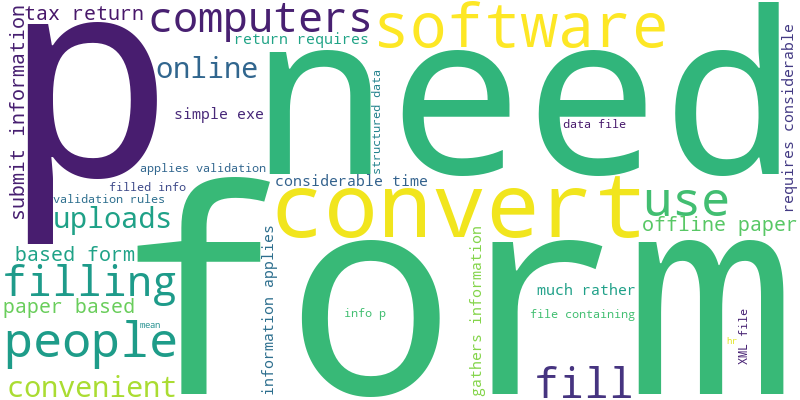 tax return
computers
software
submit information
p
return requires
online
need
simple exe
structured data
data file
requires considerable
applies validation
filled info
validation rules
considerable time
convert
use
uploads
offline paper
based form
form
filling
information applies
gathers information
much rather
paper based
info p
file containing
XML file
people
mean
hr
convenient
fill